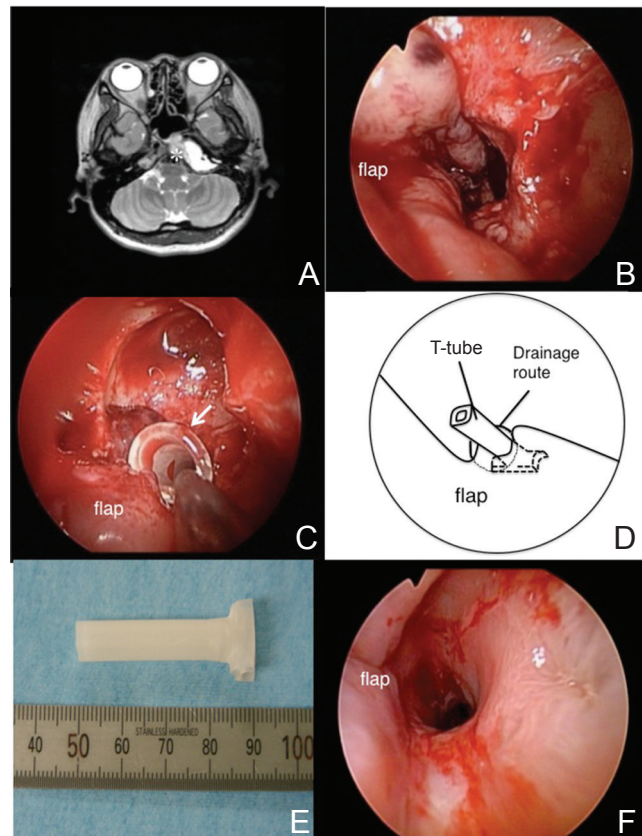 *
A
flap
B
flap
C
T-tube
Drainage
route
flap
D
STAINLESS HARDENED
40 50 60 70 80 90 100
E
flap
F